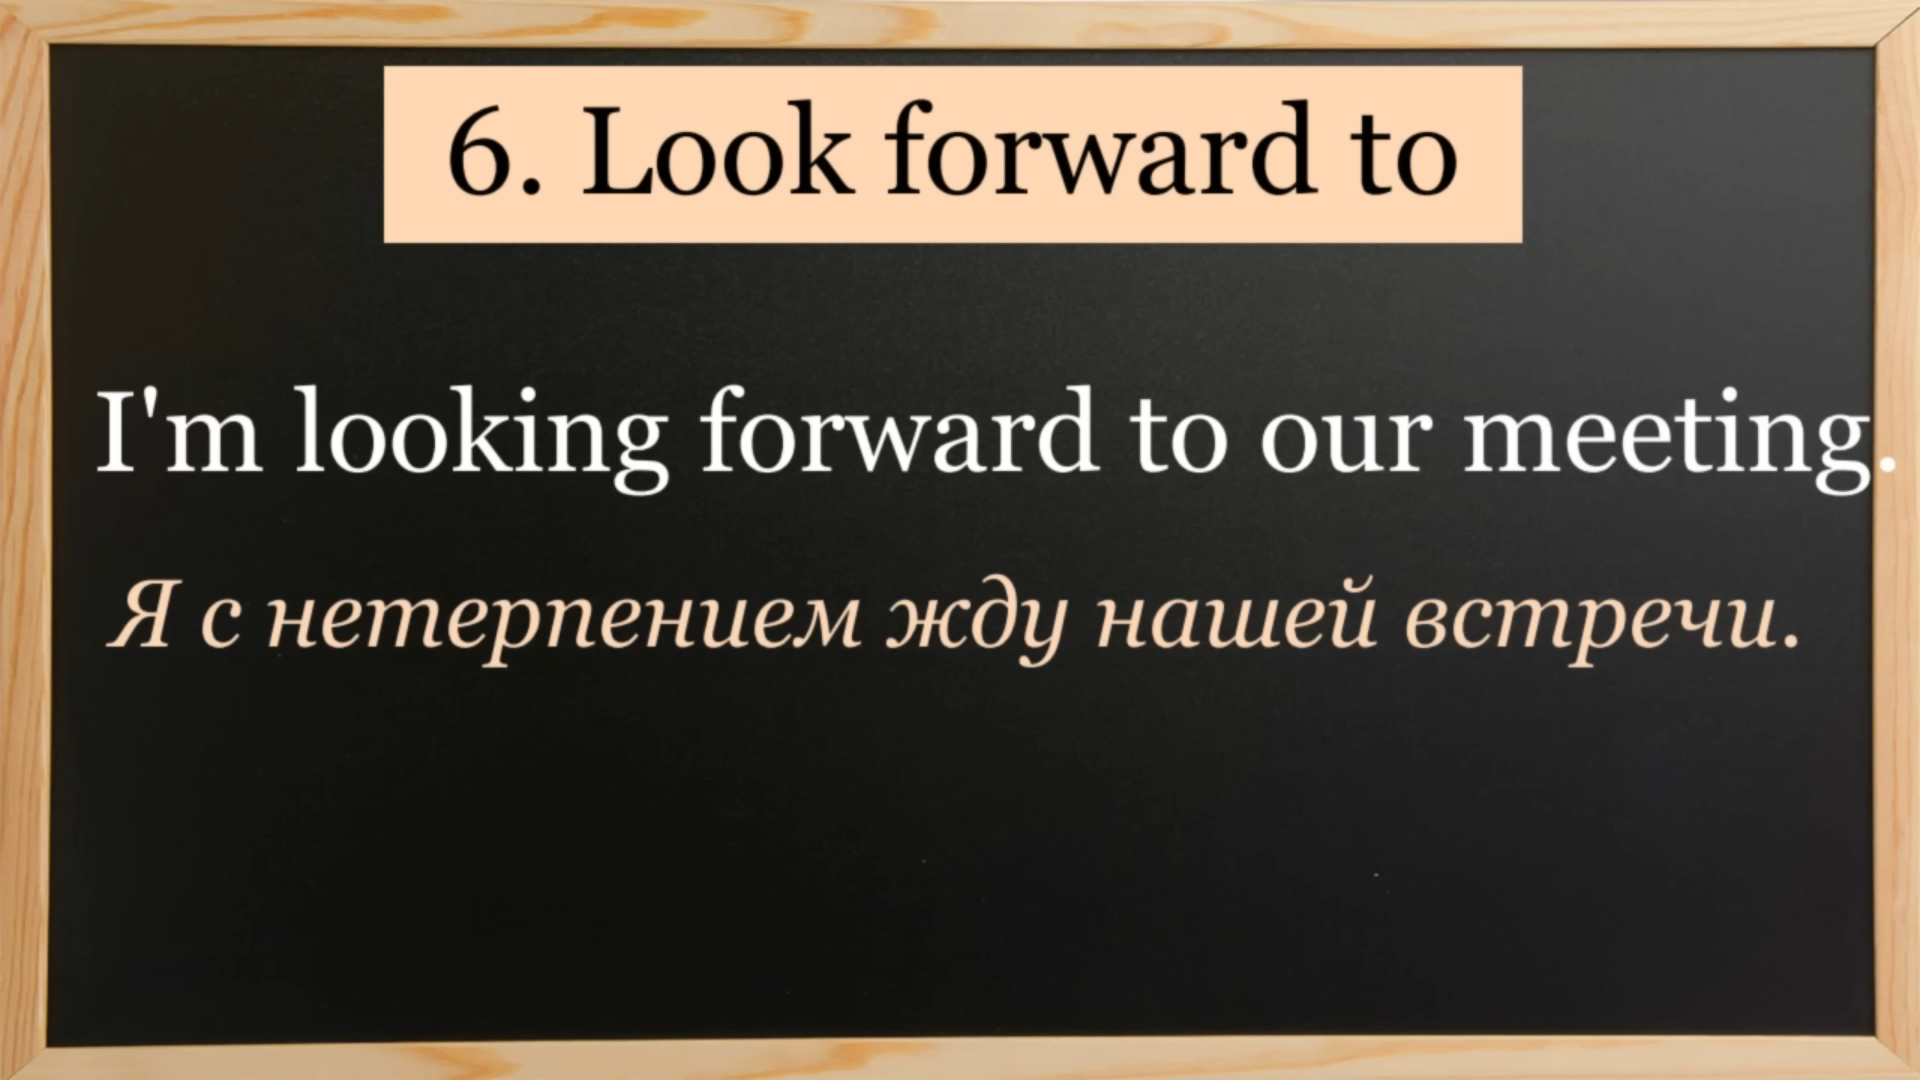 6. Look forward to
I'm looking forward to our meeting.
Я с нетерпением жду нашей встречи.